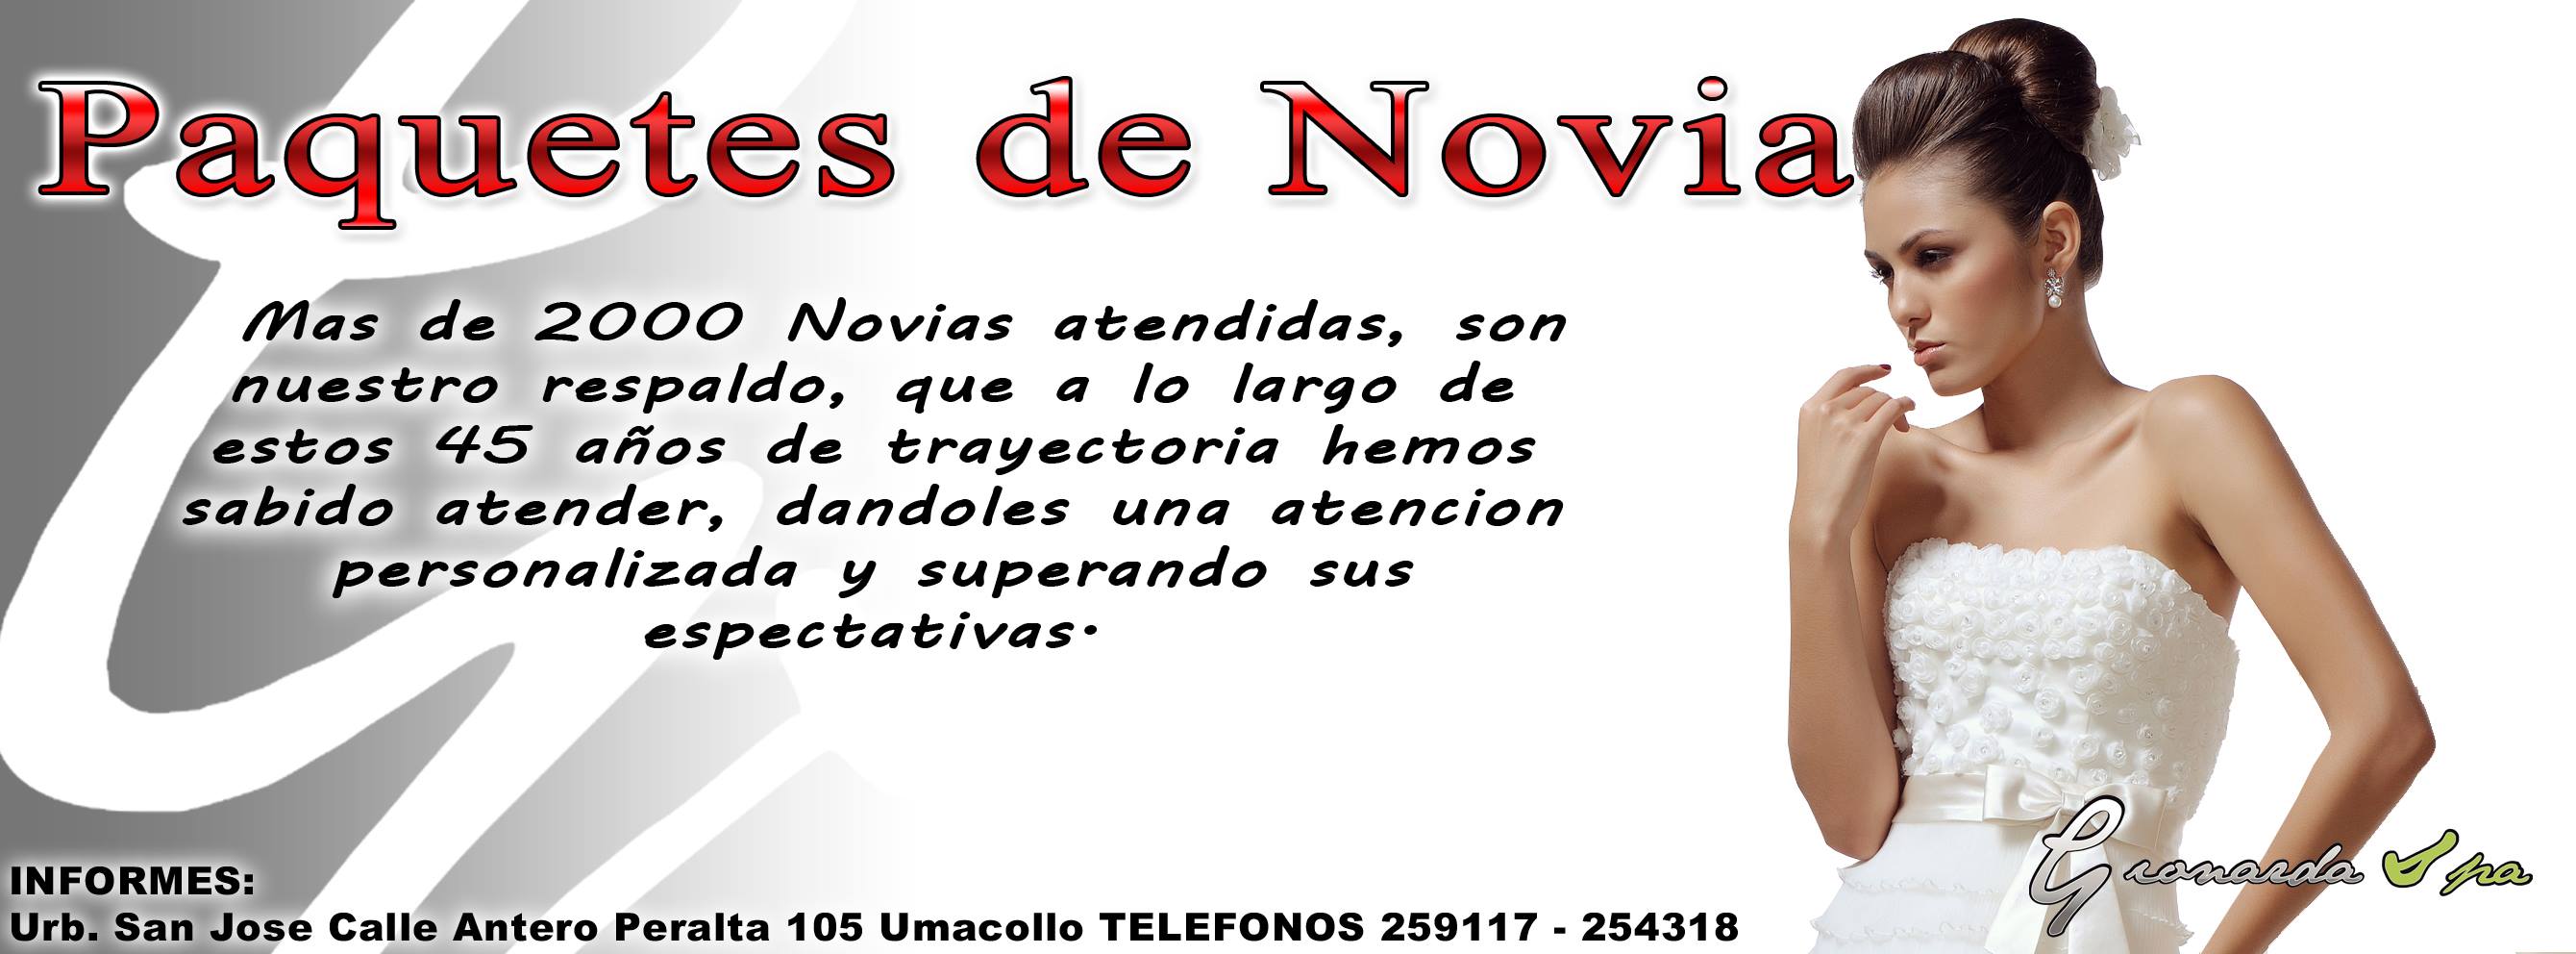 Paquetes de Novia
Mas de 2000 Novias atendidas, son
nuestro respaldo, que a lo largo de
estos 45 años de trayectoria hemos
sabido atender, dandoles una atencion
personalizada y superando sus
espectativas.
Gronarda Spa
INFORMES:
Urb. San Jose Calle Antero Peralta 105 Umacollo TELEFONOS 259117 - 254318